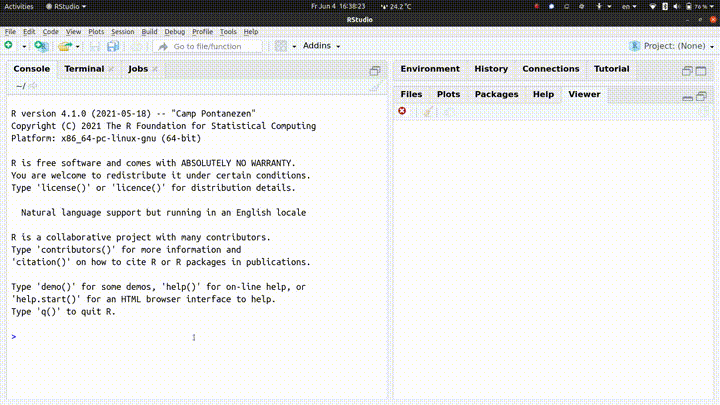 Activities RStudio Fr Jun 4 16:38:23 24.2 °C en 76 %
RStudio
File Edit Code View Plots Session Build Debug Profile Tools Help
Go to file/function Addins Project: (None)
Console Terminal Jobs
~/
R version 4.1.0 (2021-05-18) -- "Camp Pontanezen"
Copyright (C) 2021 The R Foundation for Statistical Computing
Platform: x86_64-pc-linux-gnu (64-bit)
R is free software and comes with ABSOLUTELY NO WARRANTY.
You are welcome to redistribute it under certain conditions.
Type 'license()' or 'licence()' for distribution details.
Natural language support but running in an English locale
R is a collaborative project with many contributors.
Type 'contributors()' for more information and
'citation()' on how to cite R or R packages in publications.
Type 'demo()' for some demos, 'help()' for on-line help, or
'help.start()' for an HTML browser interface to help.
Type 'q()' to quit R.
>
Environment History Connections Tutorial
Files Plots Packages Help Viewer